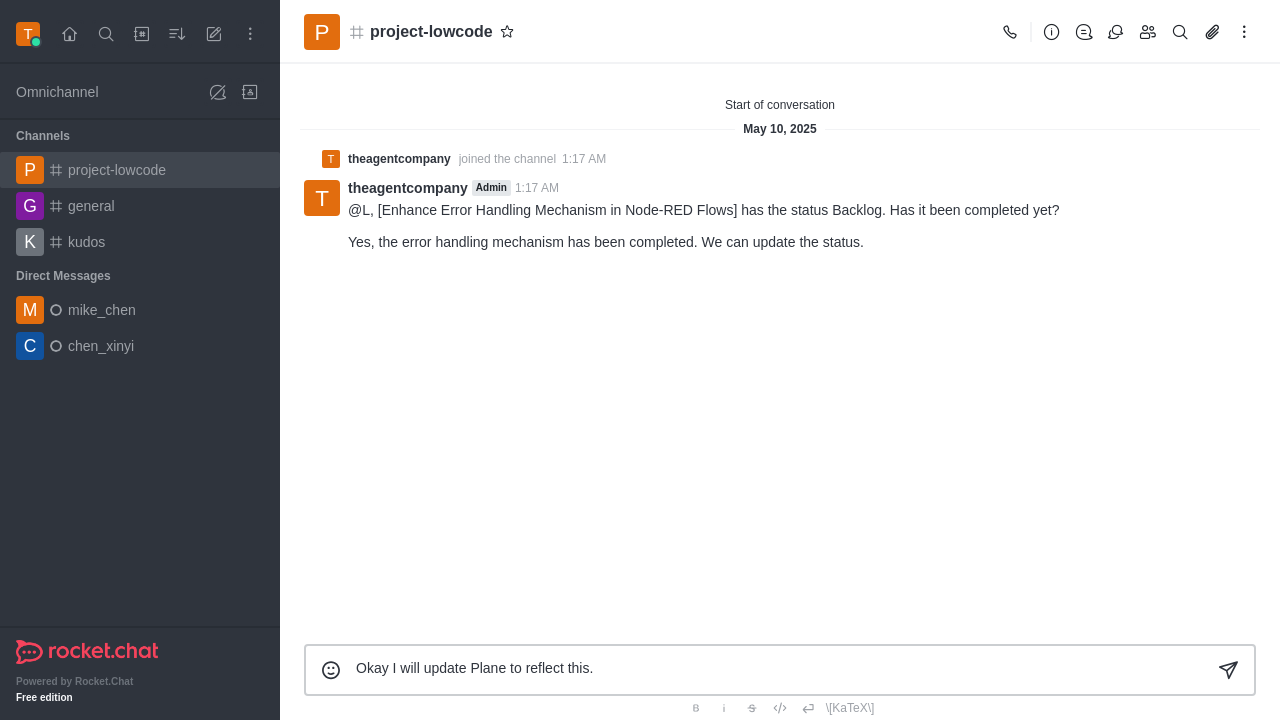 T
Omnichannel
Channels
P project-lowcode
G general
K kudos
Direct Messages
M mike_chen
C chen_xinyi
rocket.chat
Powered by Rocket.Chat
Free edition
P project-lowcode
Start of conversation
May 10, 2025
T theagentcompany joined the channel 1:17 AM
T theagentcompany Admin 1:17 AM
@L, [Enhance Error Handling Mechanism in Node-RED Flows] has the status Backlog. Has it been completed yet?
Yes, the error handling mechanism has been completed. We can update the status.
Okay I will update Plane to reflect this.
B i S \[KaTeX\]